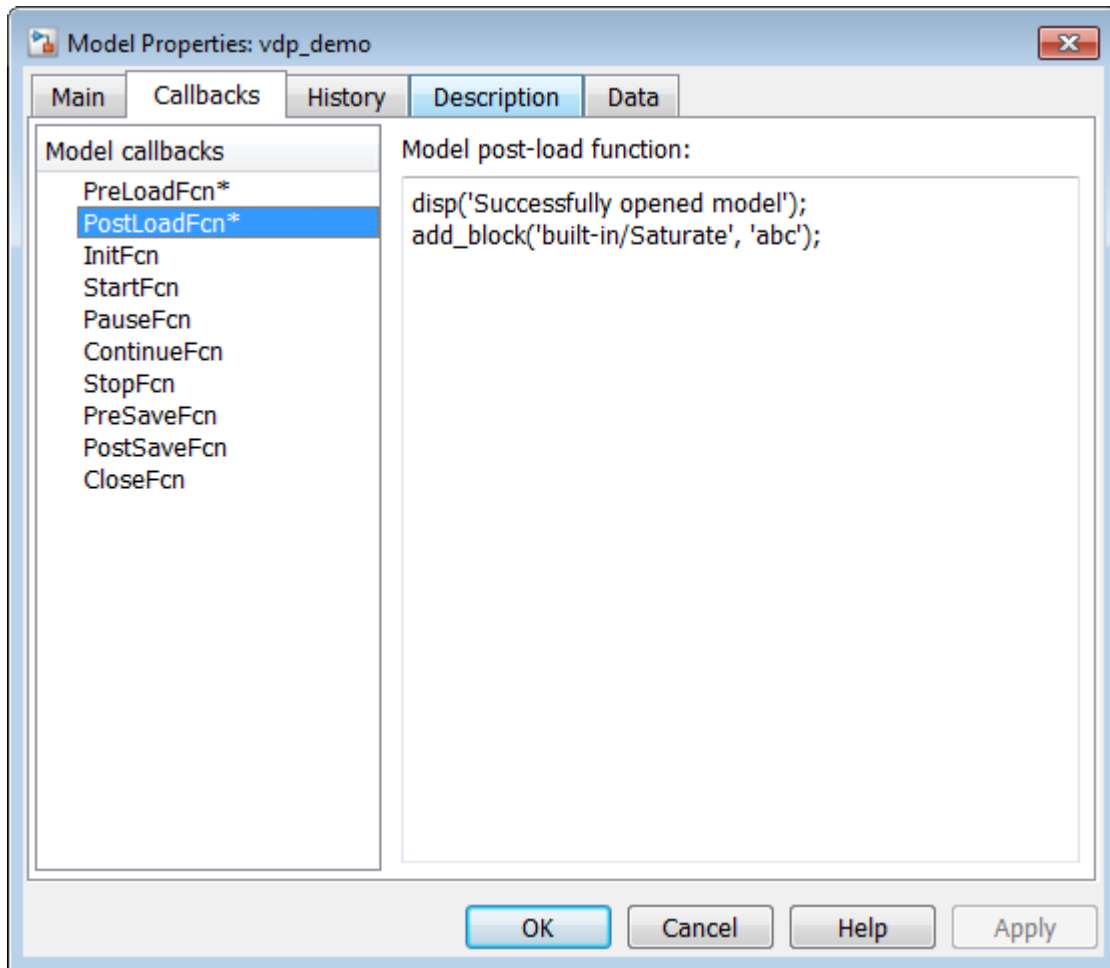 Model Properties: vdp_demo
Main Callbacks History Description Data
Model callbacks
PreLoadFcn*
PostLoadFcn*
InitFcn
StartFcn
PauseFcn
ContinueFcn
StopFcn
PreSaveFcn
PostSaveFcn
CloseFcn
Model post-load function:
disp('Successfully opened model');
add_block('built-in/Saturate', 'abc');
OK Cancel Help Apply